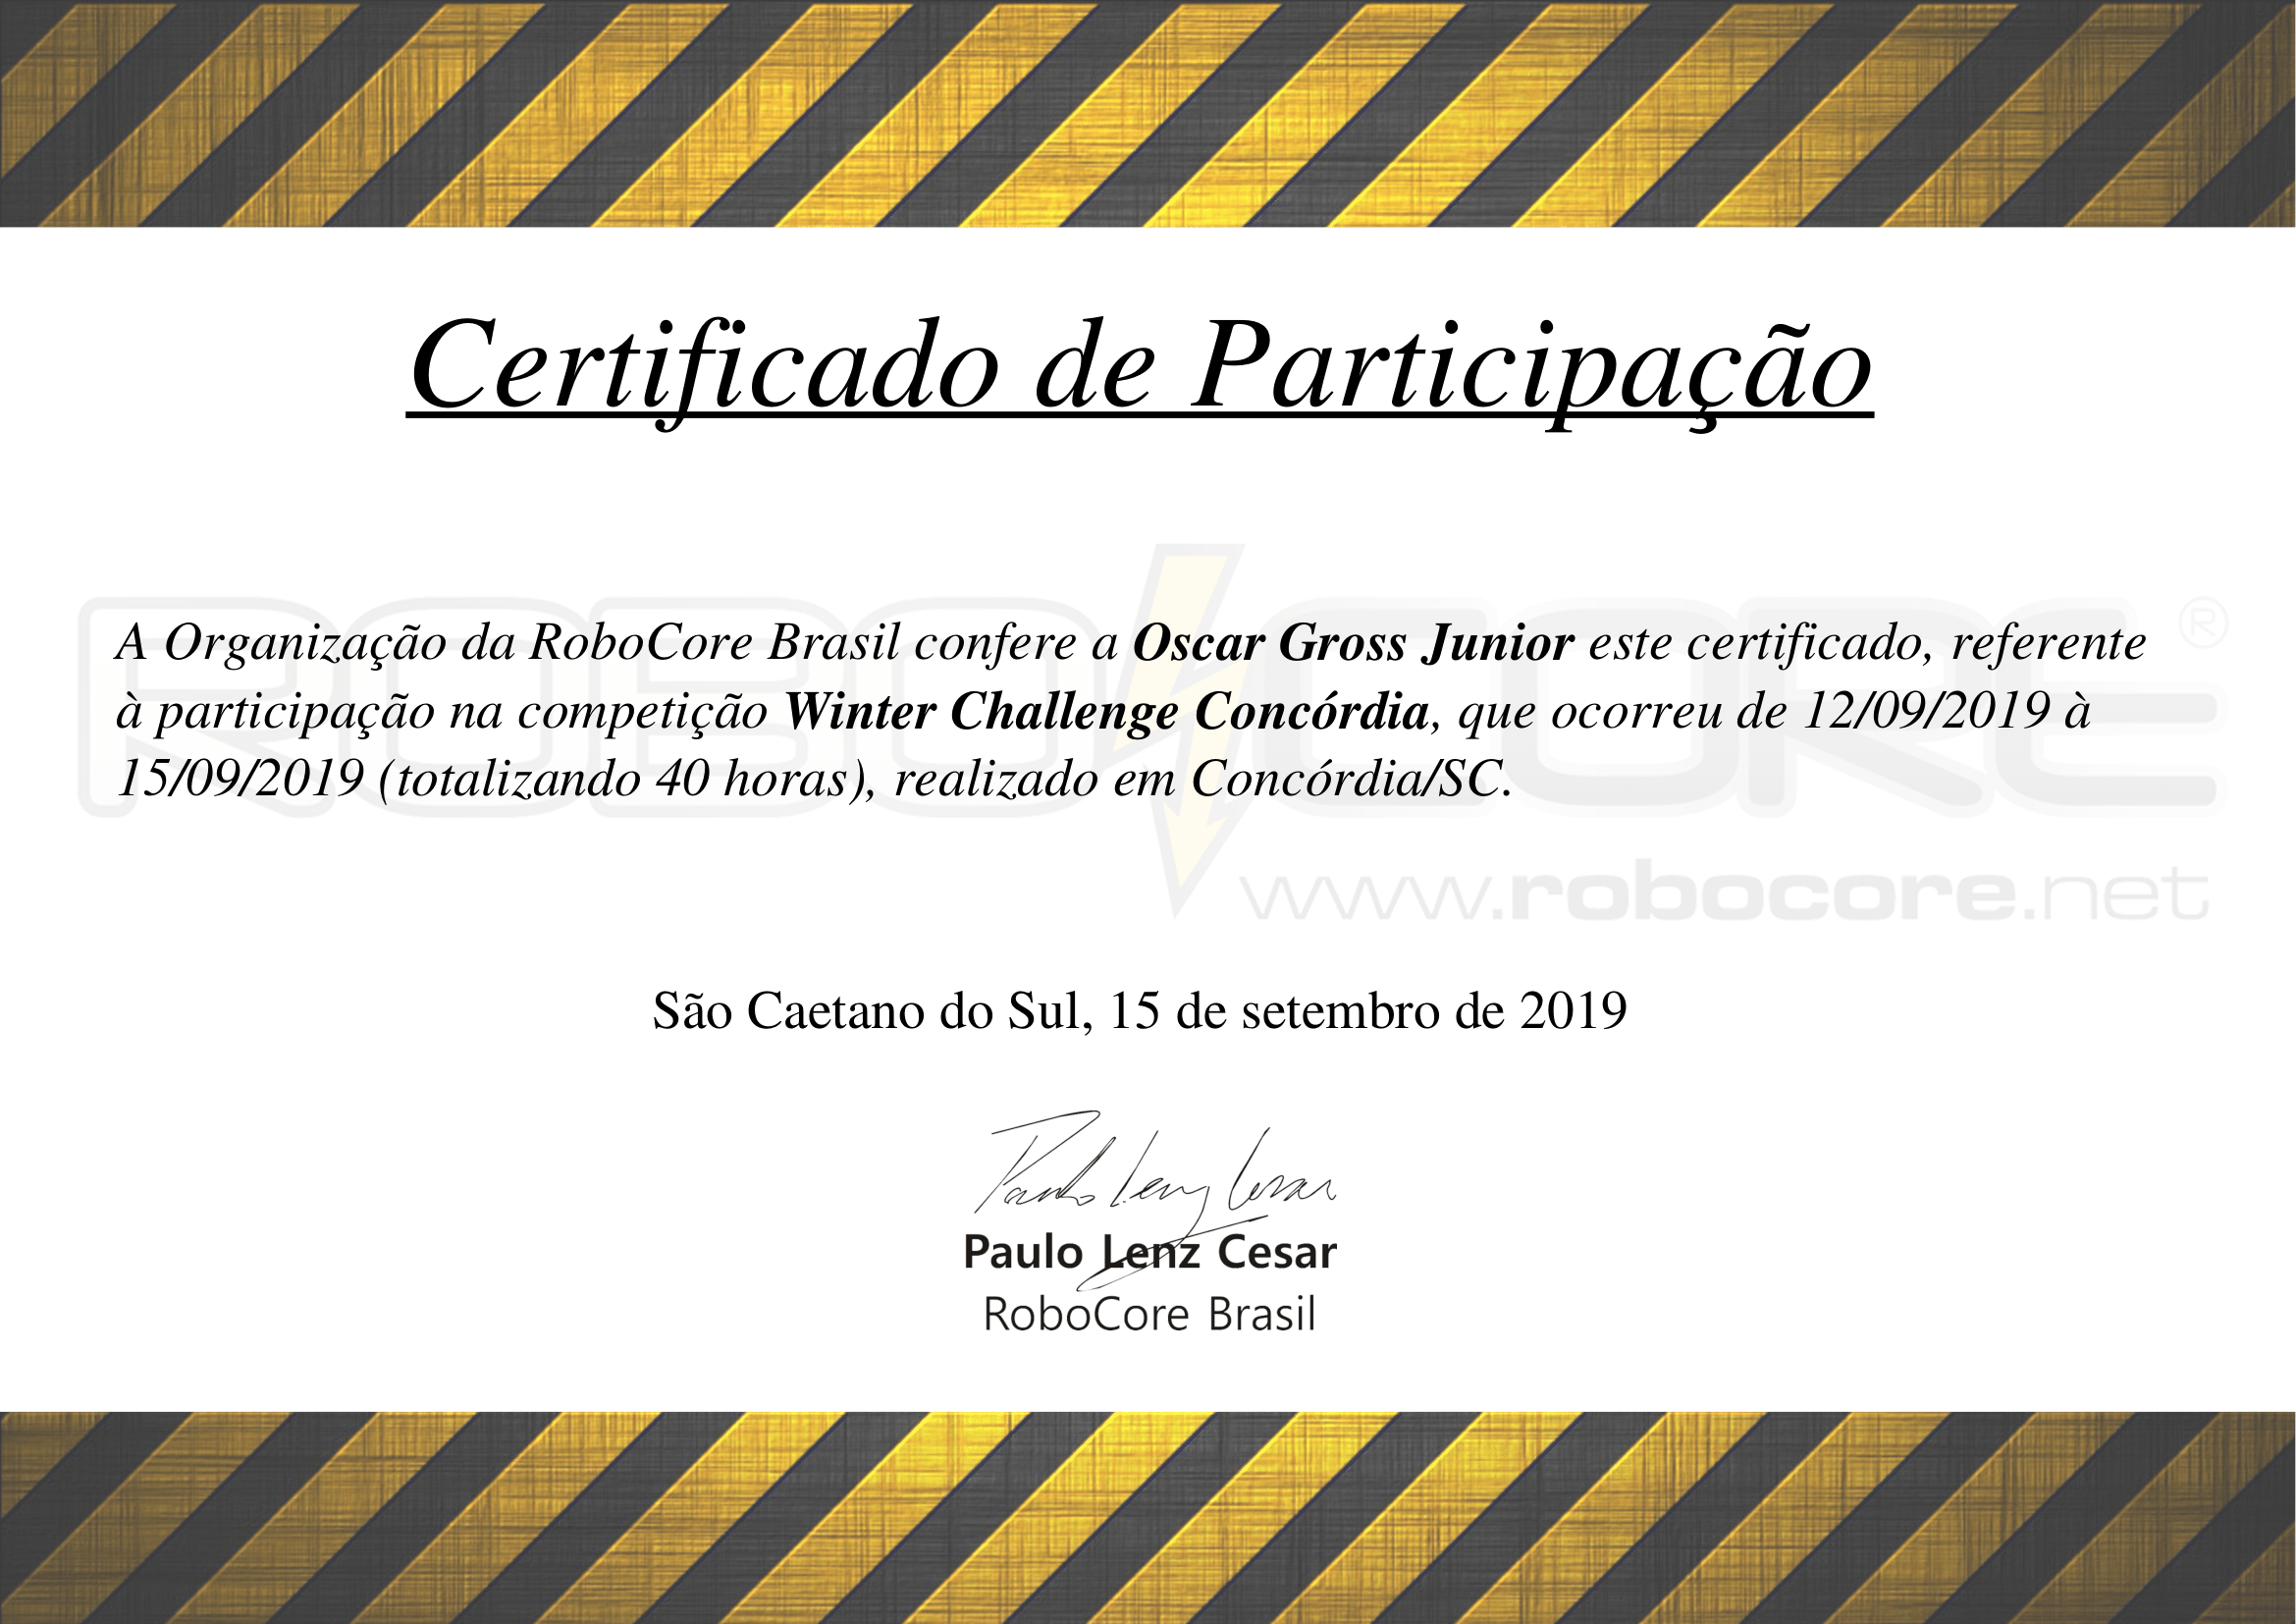 Certificado de Participação
A Organização da RoboCore Brasil confere a Oscar Gross Junior este certificado, referente
à participação na competição Winter Challenge Concórdia, que ocorreu de 12/09/2019 à
15/09/2019 (totalizando 40 horas), realizado em Concórdia/SC.
ROBOCORE ®
www.robocore.net
São Caetano do Sul, 15 de setembro de 2019
Paulo Lenz Cesar
Paulo Lenz Cesar
RoboCore Brasil